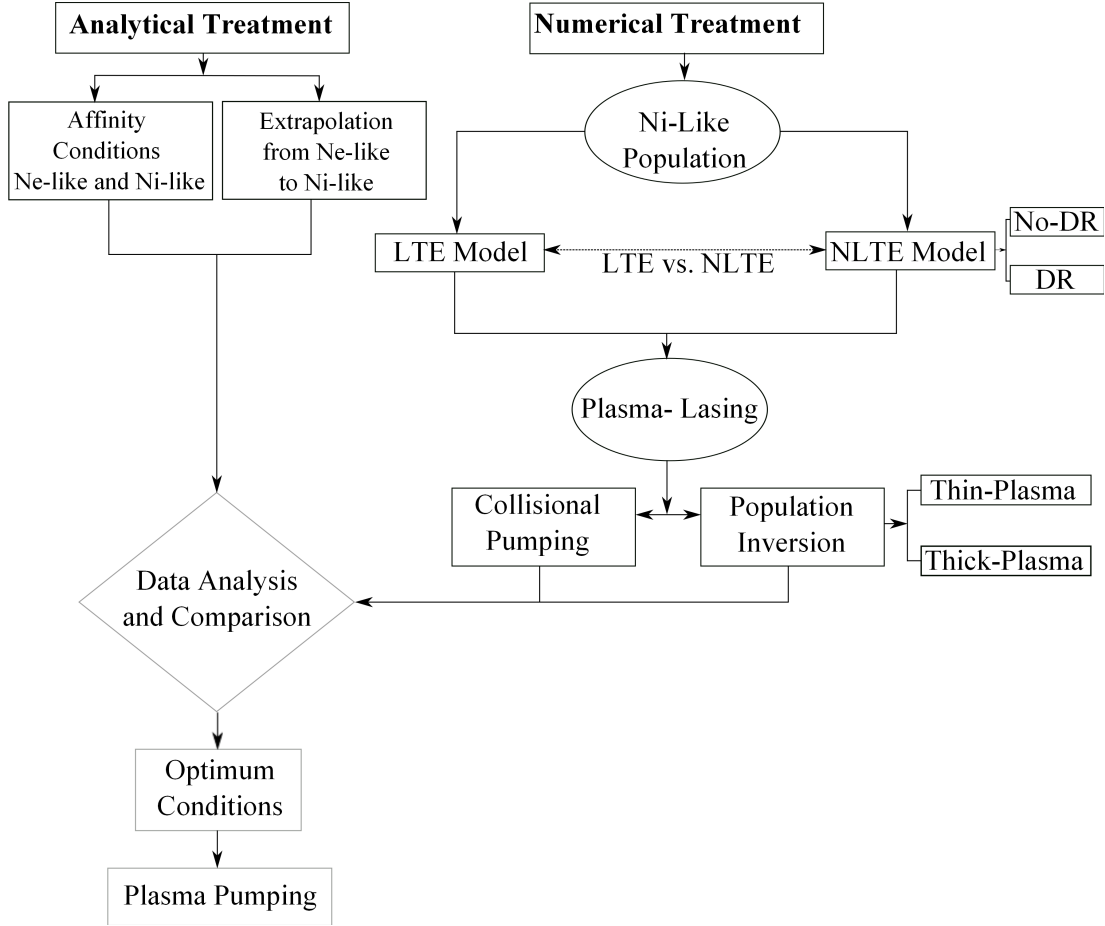 Analytical Treatment
Affinity
Conditions
Ne-like and Ni-like
Extrapolation
from Ne-like
to Ni-like
Numerical Treatment
Ni-Like
Population
LTE Model
LTE vs. NLTE
NLTE Model
No-DR
DR
Plasma- Lasing
Collisional
Pumping
Population
Inversion
Thin-Plasma
Thick-Plasma
Data Analysis
and Comparison
Optimum
Conditions
Plasma Pumping